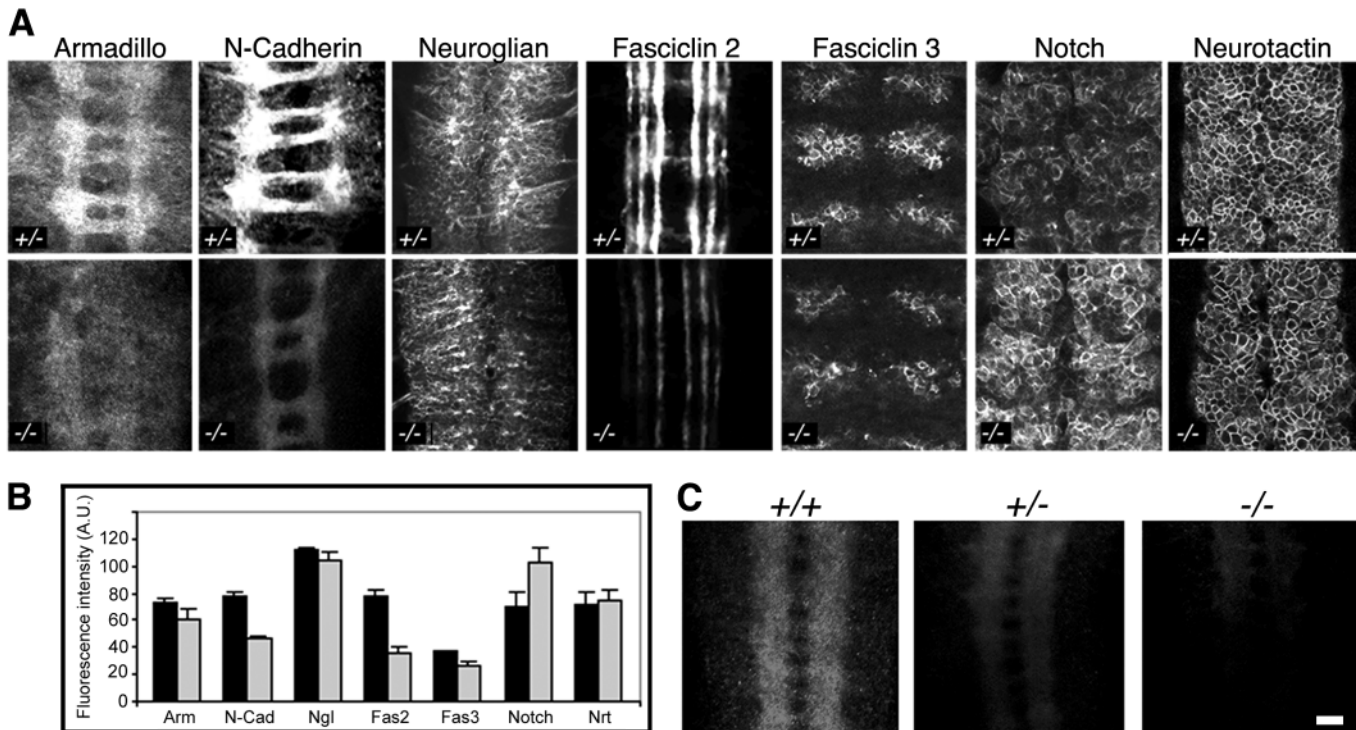 A
Armadillo N-Cadherin Neuroglian Fasciclin 2 Fasciclin 3 Notch Neurotactin
+/- +/- +/- +/- +/- +/- +/-
-/- -/- -/- -/- -/- -/- -/-
B
Fluorescence intensity (A.U.)
120
100
80
60
40
20
0
Arm N-Cad Ngl Fas2 Fas3 Notch Nrt
C
+/+ +/- -/-